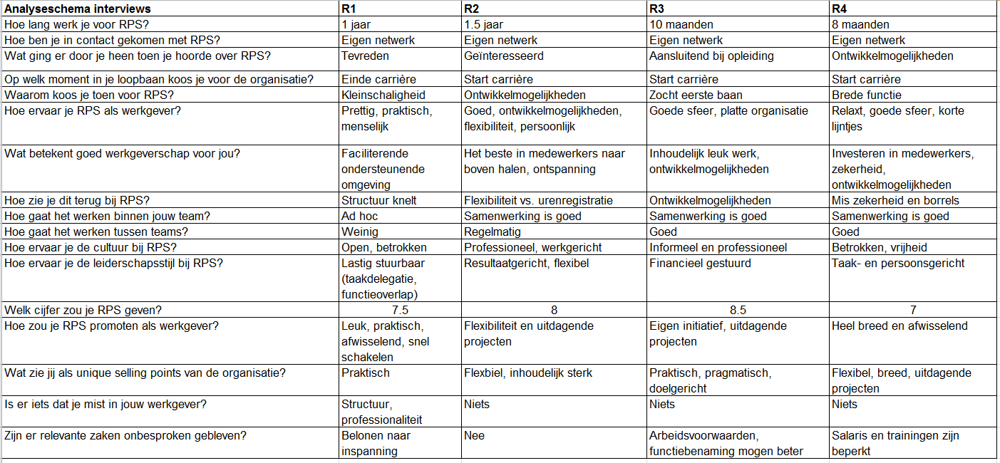 Analyseschema interviews R1 R2 R3 R4
Hoe lang werk je voor RPS? 1 jaar 1.5 jaar 10 maanden 8 maanden
Hoe ben je in contact gekomen met RPS? Eigen netwerk Eigen netwerk Eigen netwerk Eigen netwerk
Wat ging er door je heen toen je hoorde over RPS? Tevreden Geïnteresseerd Aansluitend bij opleiding Ontwikkelmogelijkheden
Op welk moment in je loopbaan koos je voor de organisatie? Einde carrière Start carrière Start carrière Start carrière
Waarom koos je toen voor RPS? Kleinschaligheid Ontwikkelmogelijkheden Zocht eerste baan Brede functie
Hoe ervaar je RPS als werkgever? Prettig, praktisch, Goed, ontwikkelmogelijkheden, Goede sfeer, platte organisatie Relaxt, goede sfeer, korte
menselijk flexibiliteit, persoonlijk lijntjes
Wat betekent goed werkgeverschap voor jou? Faciliterende Het beste in medewerkers naar Inhoudelijk leuk werk, Investeren in medewerkers,
ondersteunende boven halen, ontspanning ontwikkelmogelijkheden zekerheid,
omgeving ontwikkelmogelijkheden
Hoe zie je dit terug bij RPS? Structuur knelt Flexibiliteit vs. urenregistratie Ontwikkelmogelijkheden Mis zekerheid en borrels
Hoe gaat het werken binnen jouw team? Ad hoc Samenwerking is goed Samenwerking is goed Samenwerking is goed
Hoe gaat het werken tussen teams? Weinig Regelmatig Goed Goed
Hoe ervaar je de cultuur bij RPS? Open, betrokken Professioneel, werkgericht Informeel en professioneel Betrokken, vrijheid
Hoe ervaar je de leiderschapsstijl bij RPS? Lastig stuurbaar Resultaatgericht, flexibel Financieel gestuurd Taak- en persoonsgericht
(taakdelegatie,
functieoverlap)
Welk cijfer zou je RPS geven? 7.5 8 8.5 7
Hoe zou je RPS promoten als werkgever? Leuk, praktisch, Flexibiliteit en uitdagende Eigen initiatief, uitdagende Heel breed en afwisselend
afwisselend, snel projecten projecten
schakelen
Wat zie jij als unique selling points van de organisatie? Praktisch Flexbiel, inhoudelijk sterk Praktisch, pragmatisch, Flexibel, breed, uitdagende
doelgericht projecten
Is er iets dat je mist in jouw werkgever? Structuur, Niets Niets Niets
professionaliteit
Zijn er relevante zaken onbesproken gebleven? Belonen naar Nee Arbeidsvoorwaarden, Salaris en trainingen zijn
inspanning functiebenaming mogen beter beperkt